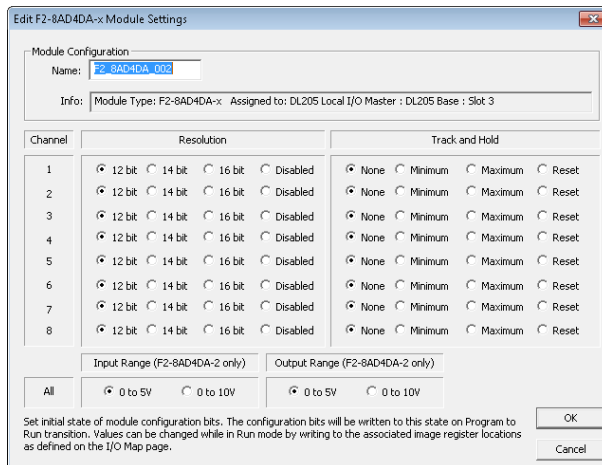 Edit F2-8AD4DA-x Module Settings
Module Configuration
Name: F2_8AD4DA_002
Info: Module Type: F2-8AD4DA-x Assigned to: DL205 Local I/O Master : DL205 Base : Slot 3
Channel Resolution Track and Hold
1 12 bit 14 bit 16 bit Disabled None Minimum Maximum Reset
2 12 bit 14 bit 16 bit Disabled None Minimum Maximum Reset
3 12 bit 14 bit 16 bit Disabled None Minimum Maximum Reset
4 12 bit 14 bit 16 bit Disabled None Minimum Maximum Reset
5 12 bit 14 bit 16 bit Disabled None Minimum Maximum Reset
6 12 bit 14 bit 16 bit Disabled None Minimum Maximum Reset
7 12 bit 14 bit 16 bit Disabled None Minimum Maximum Reset
8 12 bit 14 bit 16 bit Disabled None Minimum Maximum Reset
Input Range (F2-8AD4DA-2 only) Output Range (F2-8AD4DA-2 only)
All 0 to 5V 0 to 10V 0 to 5V 0 to 10V
Set initial state of module configuration bits. The configuration bits will be written to this state on Program to
Run transition. Values can be changed while in Run mode by writing to the associated image register locations
as defined on the I/O Map page.
OK
Cancel